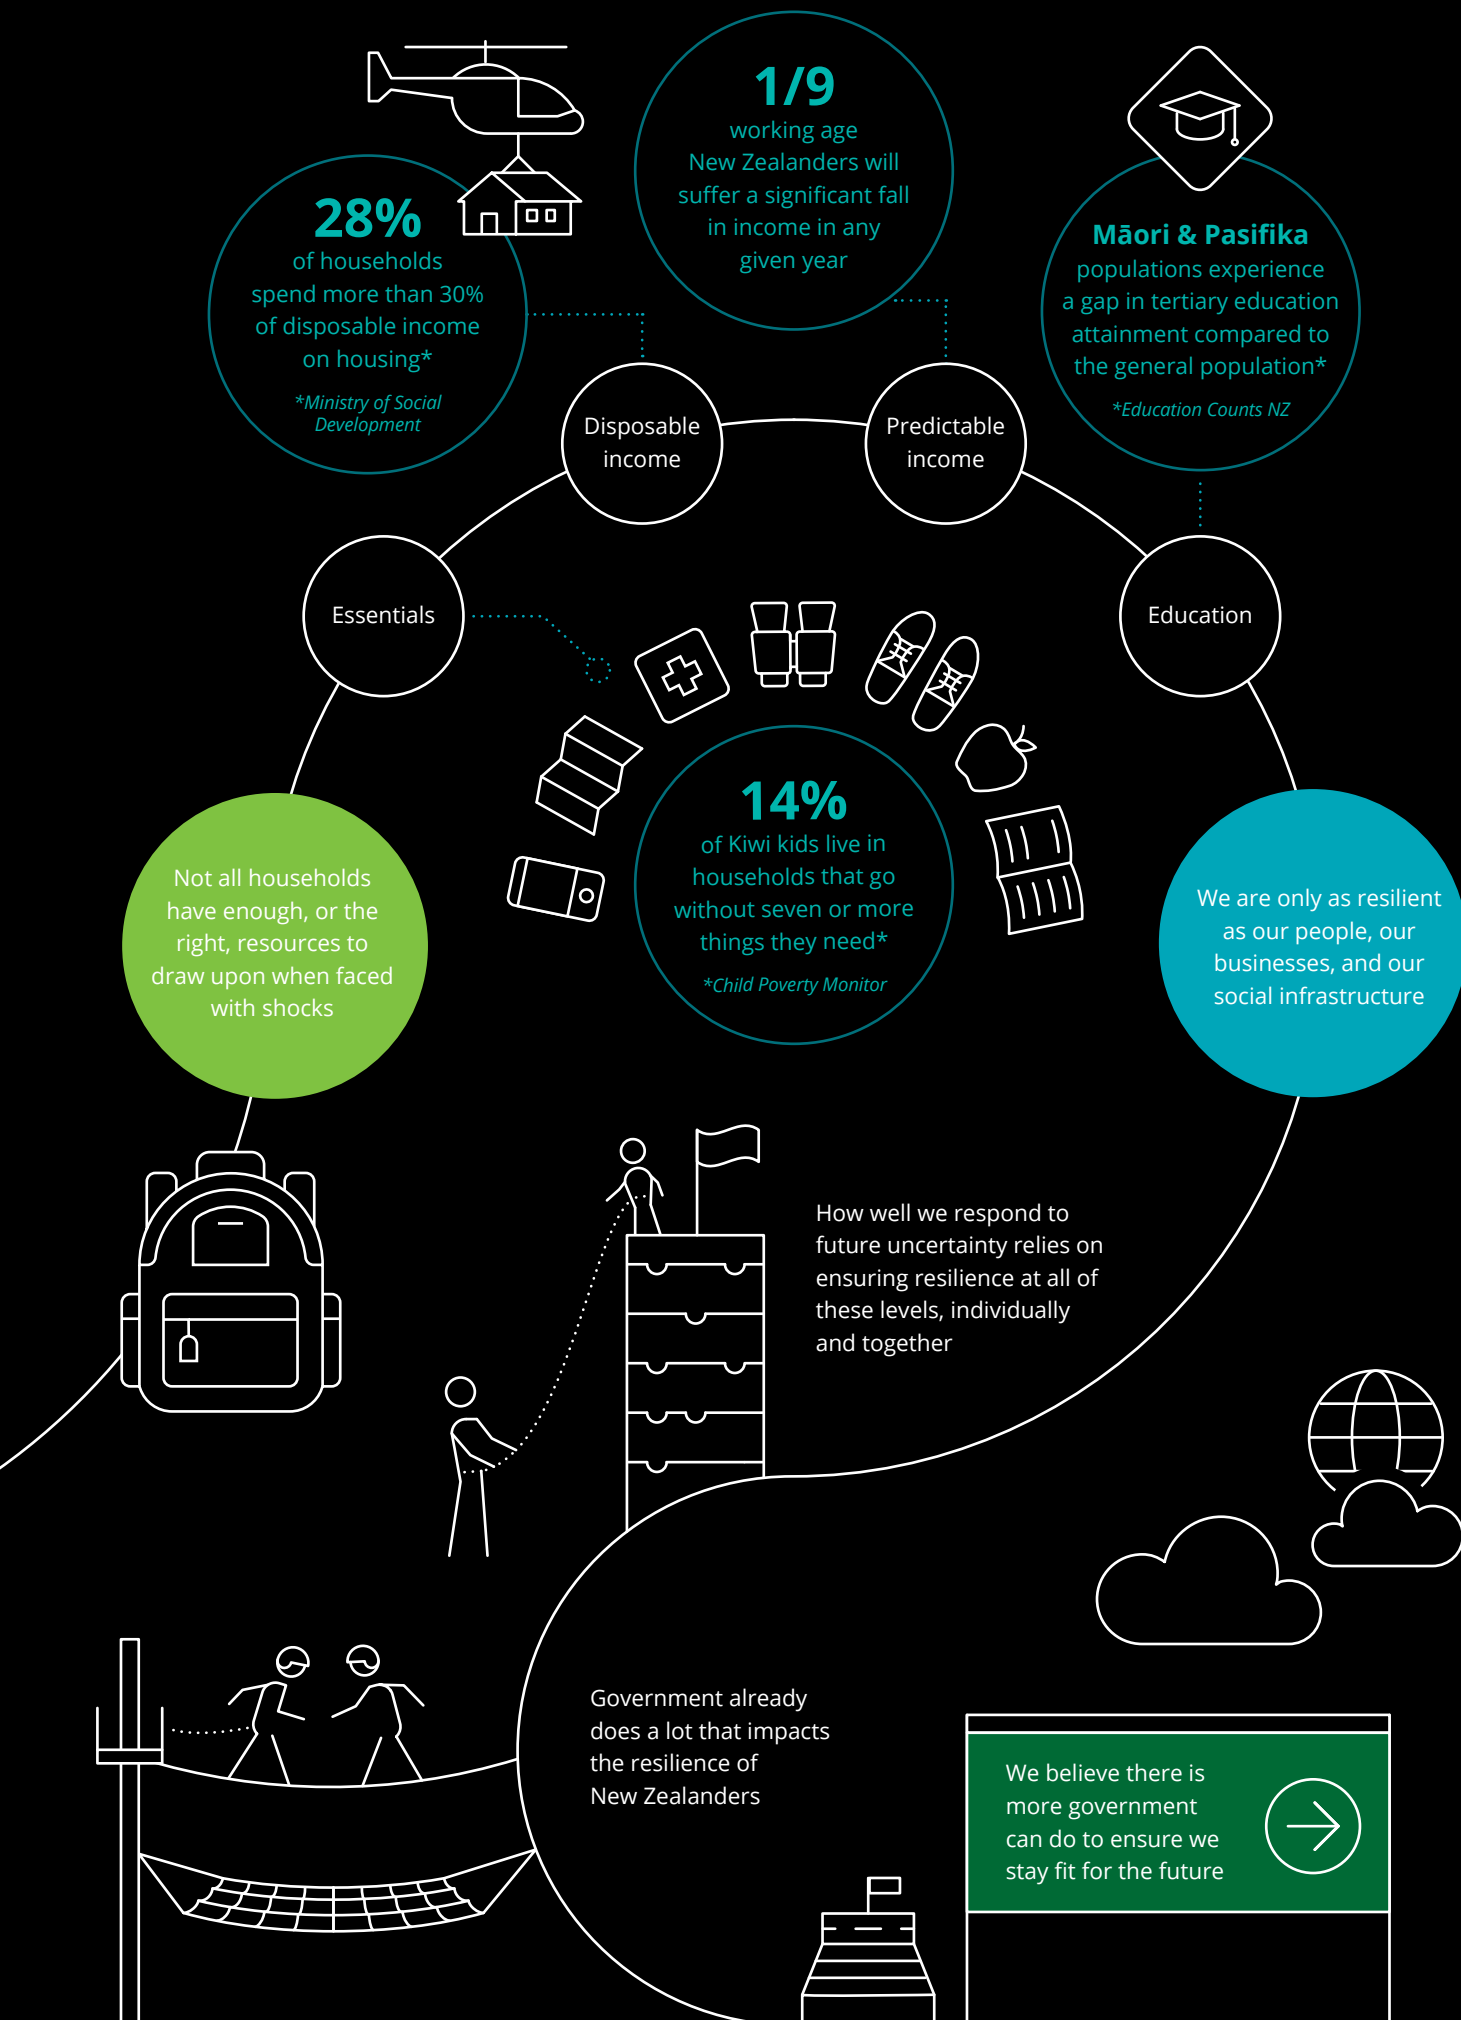 1/9
working age
New Zealanders will
suffer a significant fall
in income in any
given year
28%
of households
spend more than 30%
of disposable income
on housing*
*Ministry of Social
Development
Māori & Pasifika
populations experience
a gap in tertiary education
attainment compared to
the general population*
*Education Counts NZ
Disposable
income
Predictable
income
Essentials
Education
14%
of Kiwi kids live in
households that go
without seven or more
things they need*
*Child Poverty Monitor
Not all households
have enough, or the
right, resources to
draw upon when faced
with shocks
We are only as resilient
as our people, our
businesses, and our
social infrastructure
How well we respond to
future uncertainty relies on
ensuring resilience at all of
these levels, individually
and together
Government already
does a lot that impacts
the resilience of
New Zealanders
We believe there is
more government
can do to ensure we
stay fit for the future